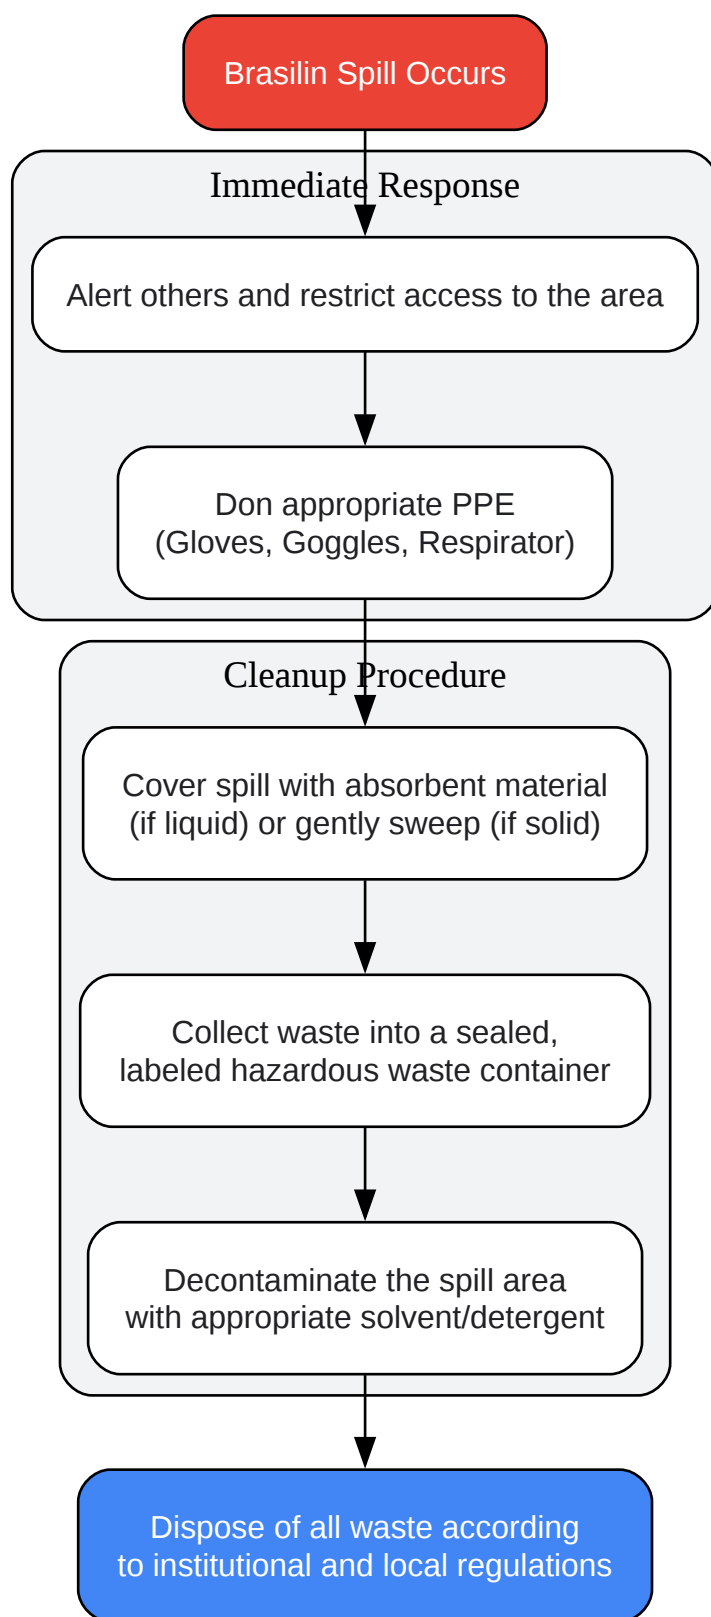 Brasilin Spill Occurs
Immediate Response
Alert others and restrict access to the area
Don appropriate PPE
(Gloves, Goggles, Respirator)
Cleanup Procedure
Cover spill with absorbent material
(if liquid) or gently sweep (if solid)
Collect waste into a sealed,
labeled hazardous waste container
Decontaminate the spill area
with appropriate solvent/detergent
Dispose of all waste according
to institutional and local regulations